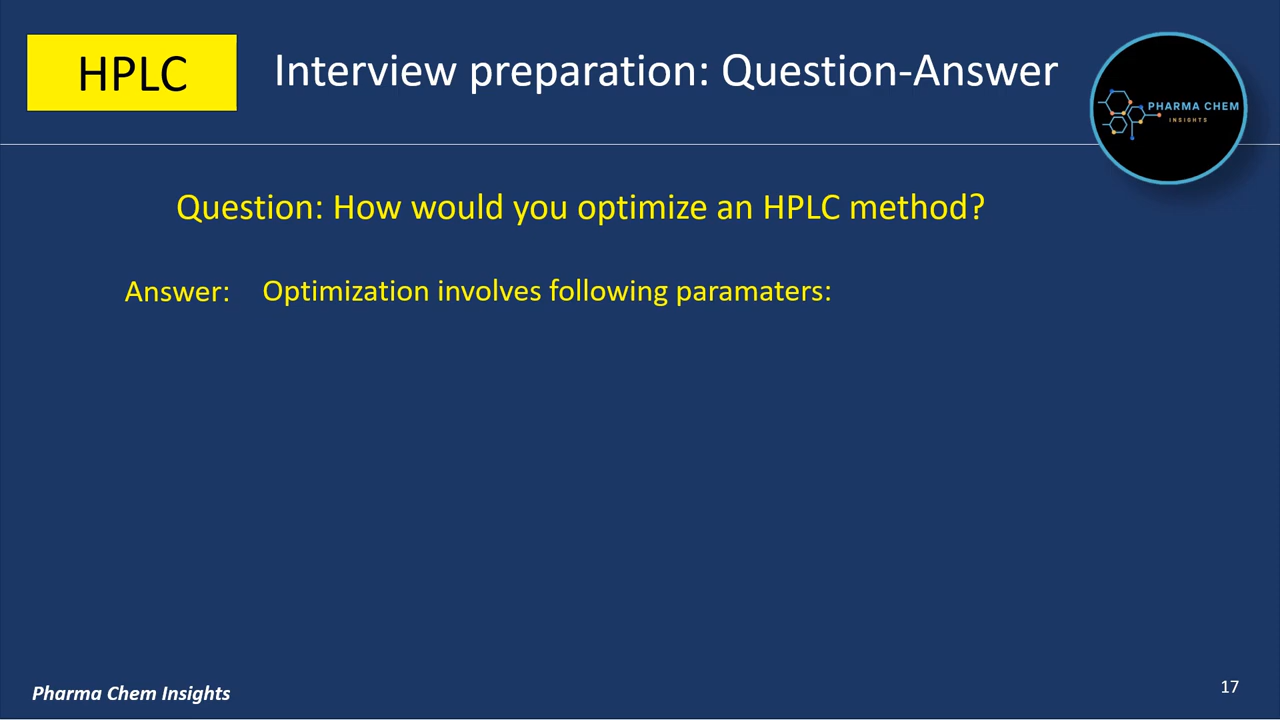 HPLC
Interview preparation: Question-Answer
PHARMA CHEM
INSIGHTS
Question: How would you optimize an HPLC method?
Answer: Optimization involves following paramaters:
Pharma Chem Insights
17